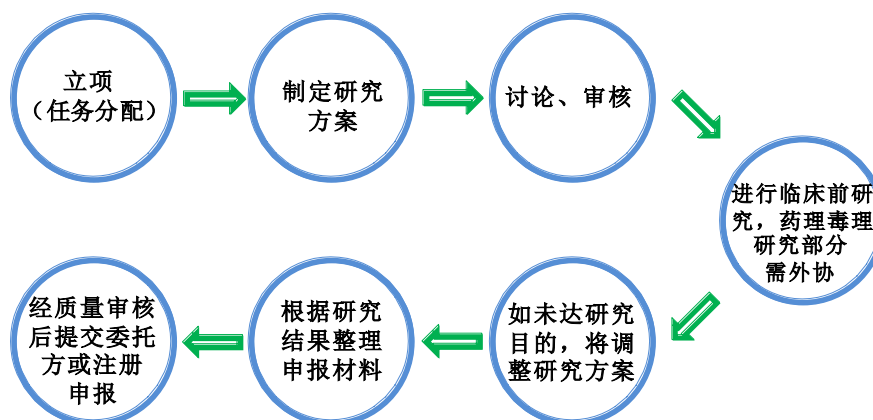 立项
（任务分配）
制定研究
方案
讨论、审核
进行临床前研
究，药理毒理
研究部分
需外协
如未达研究
目的，将调
整研究方案
根据研究
结果整理
申报材料
经质量审核
后提交委托
方或注册
申报